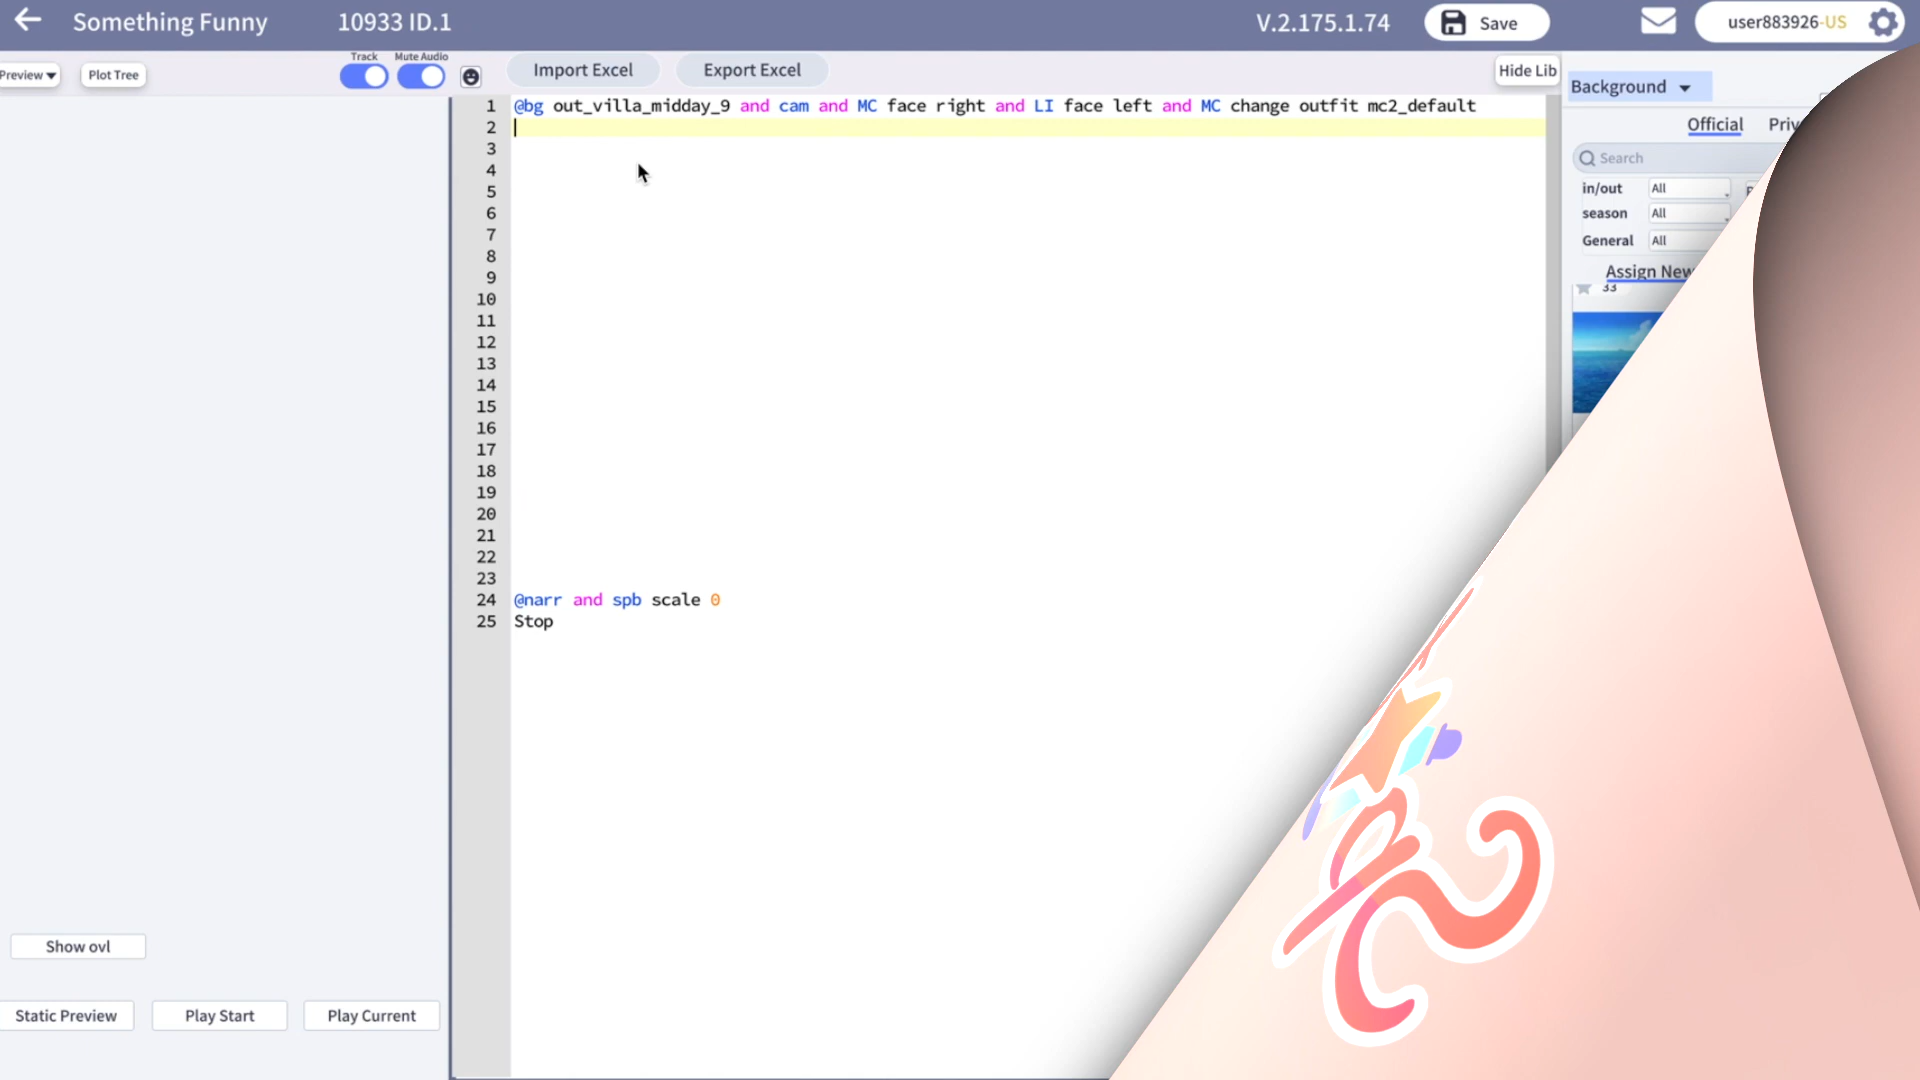 Something Funny 10933 ID.1 V.2.175.1.74 Save user883926-US
Track Mute Audio
Preview Plot Tree Import Excel Export Excel Hide Lib Background
1 @bg out_villa_midday_9 and cam and MC face right and LI face left and MC change outfit mc2_default
2
3
4
5
6
7
8
9
10
11
12
13
14
15
16
17
18
19
20
21
22
23
24 @narr and spb scale 0
25 Stop
Official
Search
in/out All
season All
General All
Assign New
33
Show ovl
Static Preview Play Start Play Current